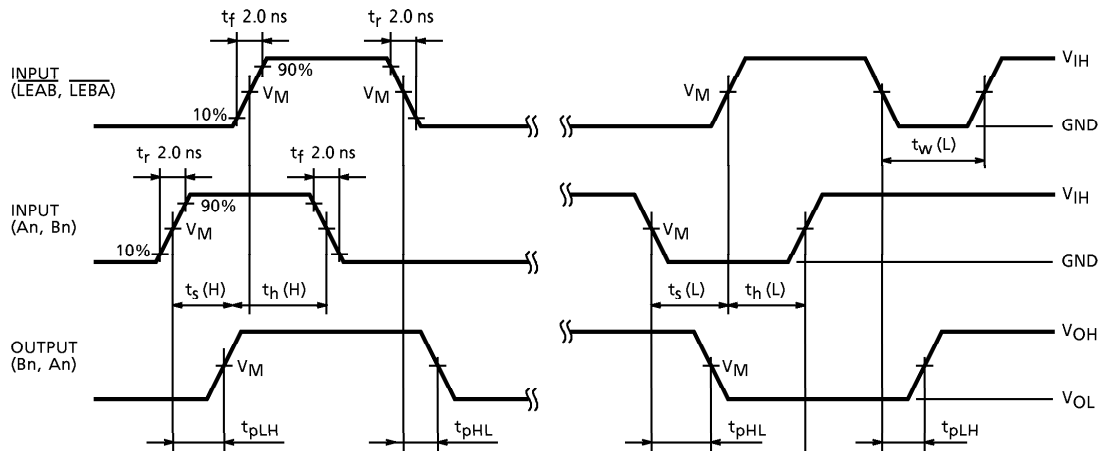 tf 2.0 ns
tr 2.0 ns
INPUT
(LEAB, LEBA)
90%
VM
VM
10%
VM
VIH
GND
tw (L)
tr 2.0 ns
tf 2.0 ns
INPUT
(An, Bn)
90%
VM
10%
VM
VIH
GND
ts (H)
th (H)
ts (L)
th (L)
OUTPUT
(Bn, An)
VM
VM
VOH
VOL
tpLH
tpHL
tpHL
tpLH